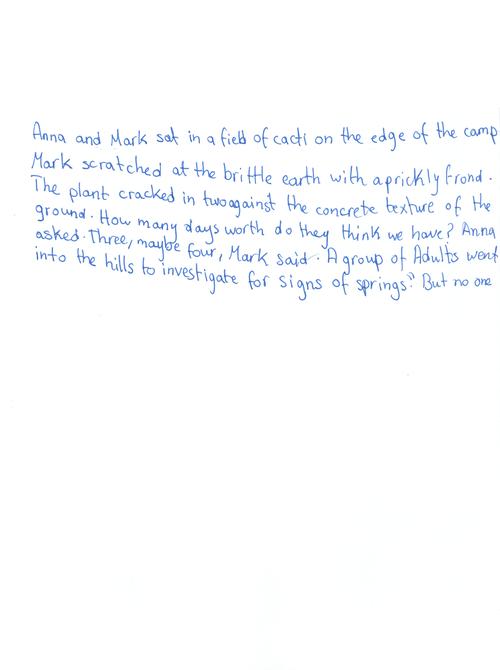 Anna and Mark sat in a field of cacti on the edge of the camp
Mark scratched at the brittle earth with a prickly frond.
The plant cracked in two against the concrete texture of the
ground. How many days worth do they think we have? Anna
asked. Three, maybe four, Mark said. A group of Adults went
into the hills to investigate for signs of springs." But no one